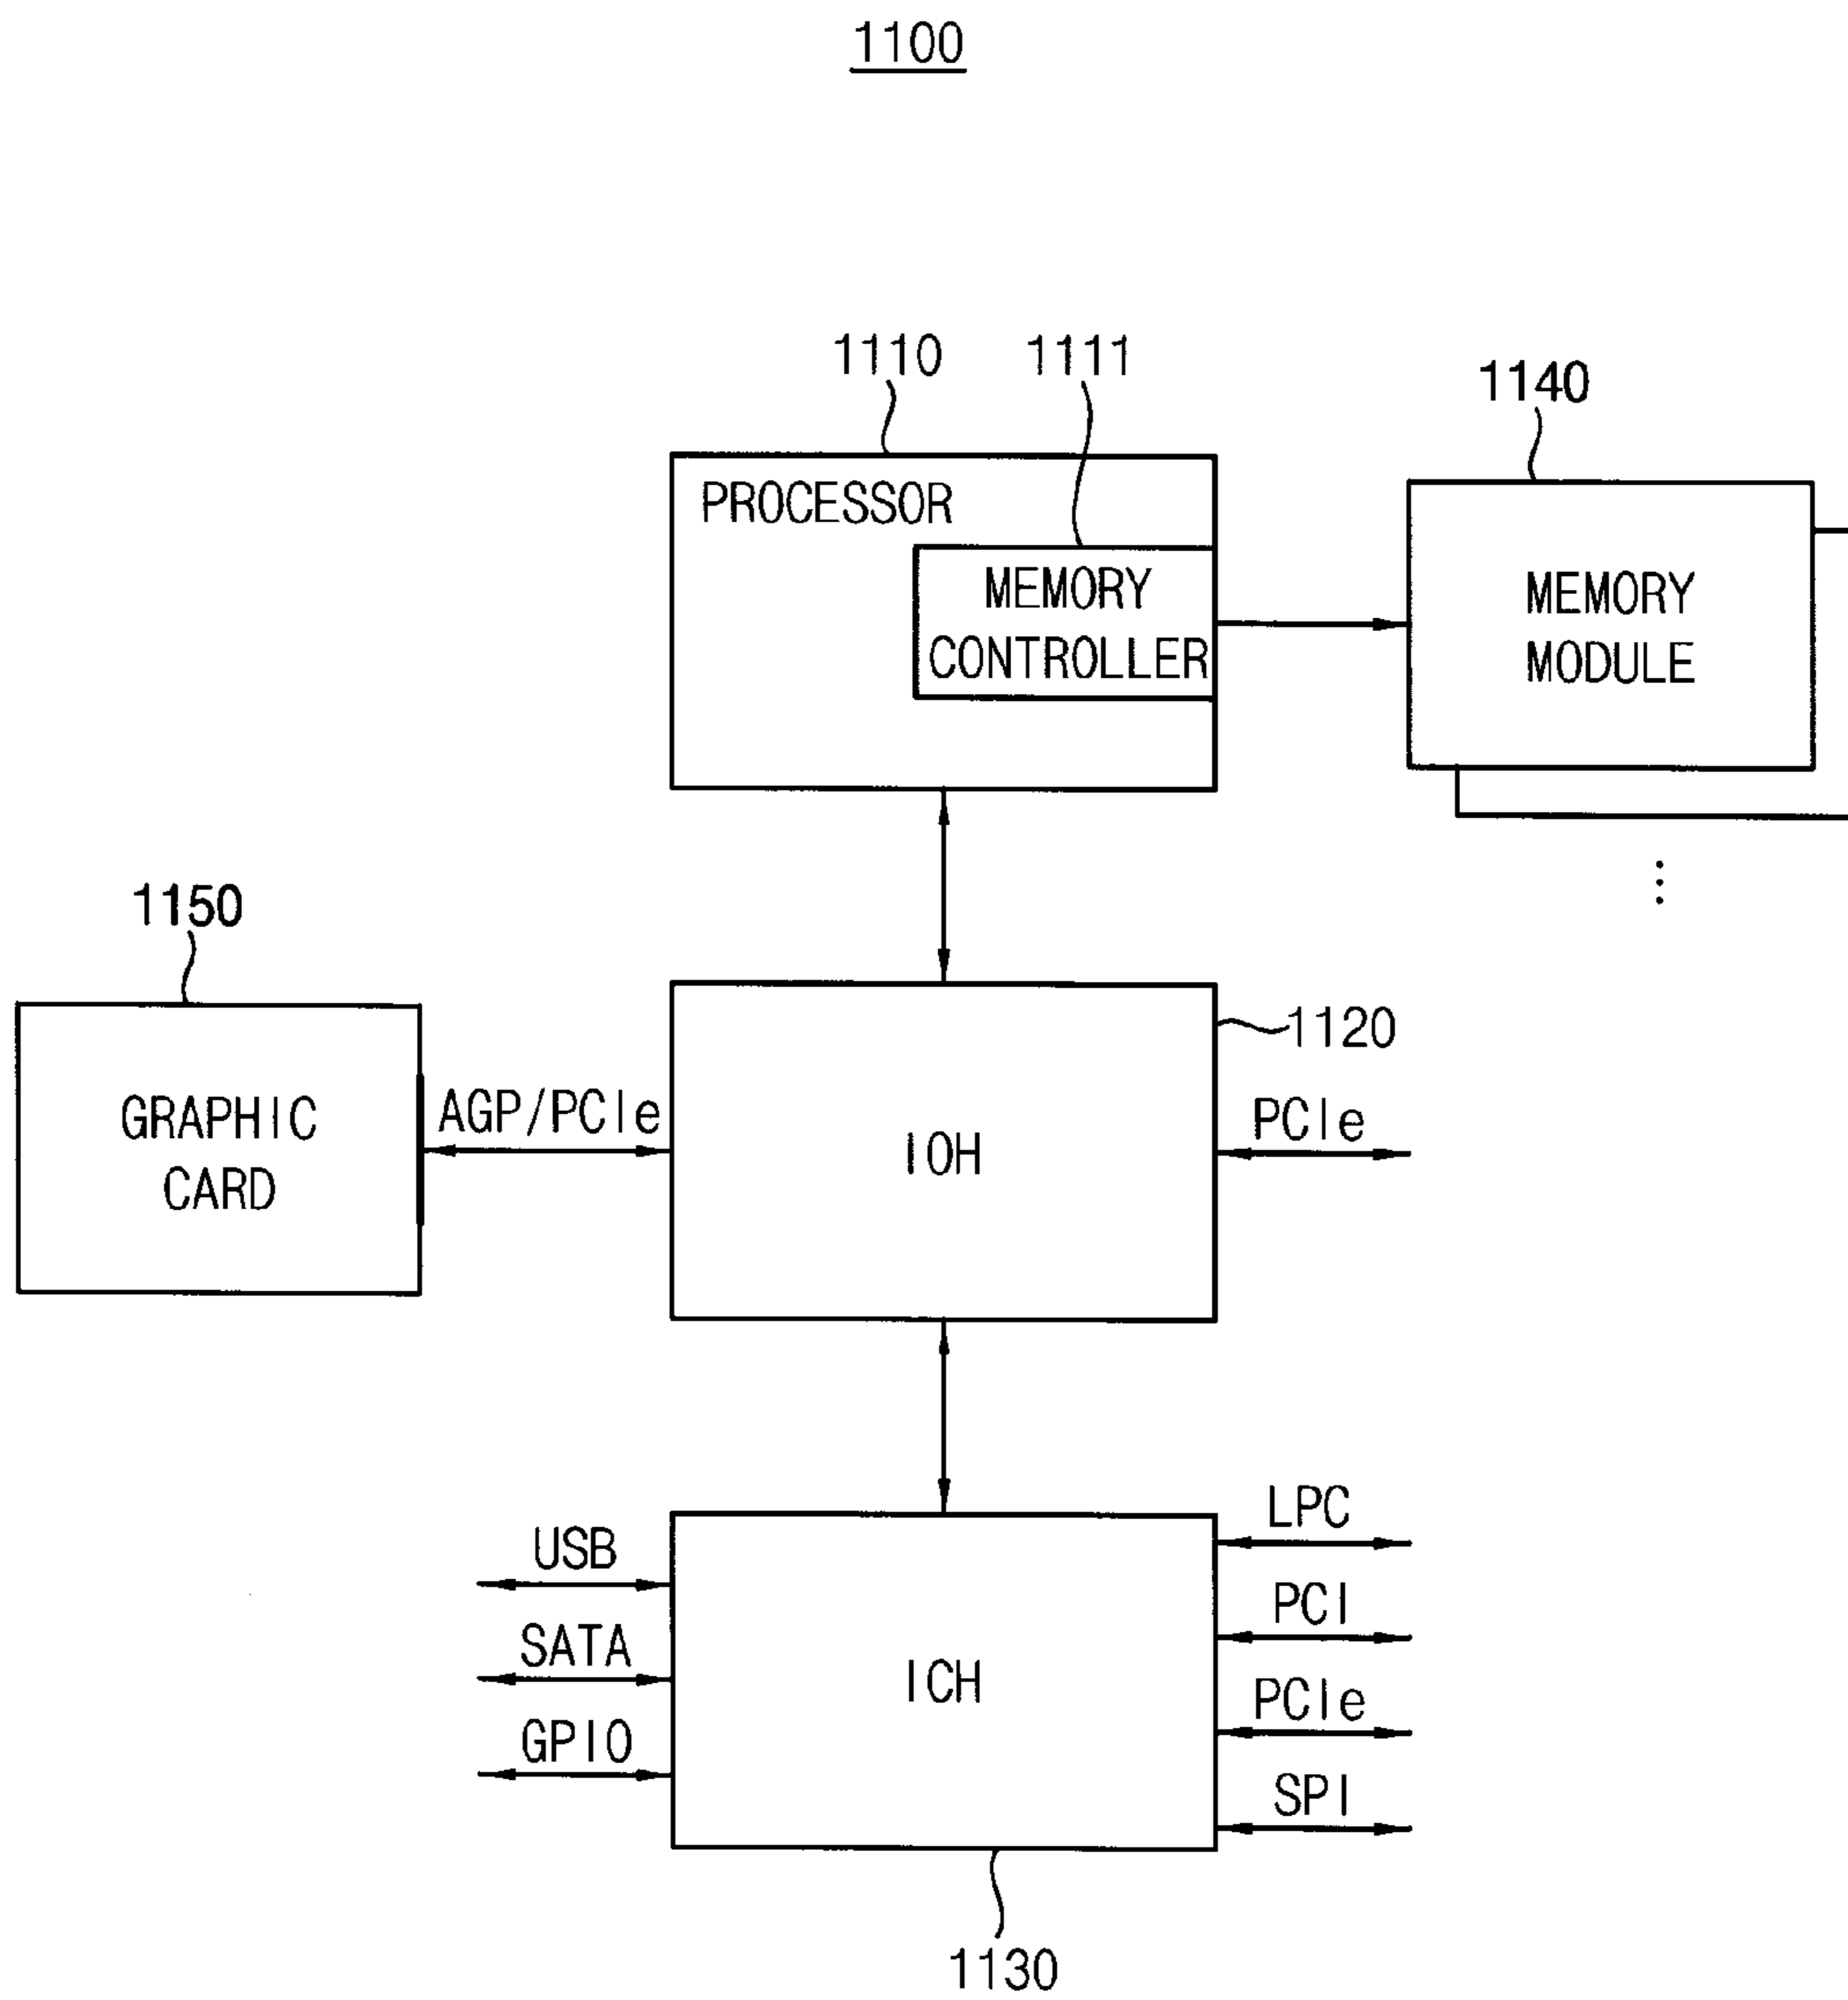 1100
1110
1111
1140
PROCESSOR
MEMORY
CONTROLLER
MEMORY
MODULE
1150
1120
GRAPHIC
CARD
AGP/PCIe
IOH
PCIe
USB
SATA
GPIO
ICH
LPC
PCI
PCIe
SPI
1130